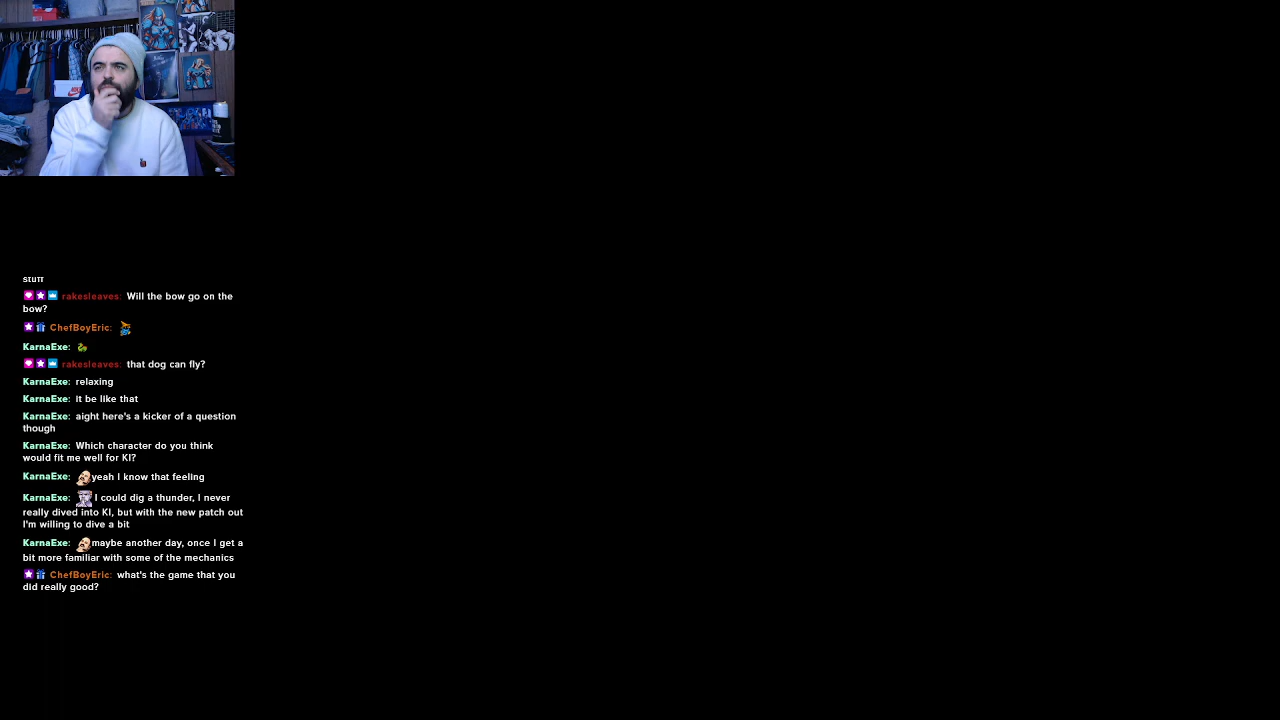 stuff
rakesleaves: Will the bow go on the
bow?
ChefBoyEric:
KarnaExe:
rakesleaves: that dog can fly?
KarnaExe: relaxing
KarnaExe: it be like that
KarnaExe: aight here's a kicker of a question
though
KarnaExe: Which character do you think
would fit me well for KI?
KarnaExe: yeah I know that feeling
KarnaExe: I could dig a thunder, I never
really dived into KI, but with the new patch out
I'm willing to dive a bit
KarnaExe: maybe another day, once I get a
bit more familiar with some of the mechanics
ChefBoyEric: what's the game that you
did really good?